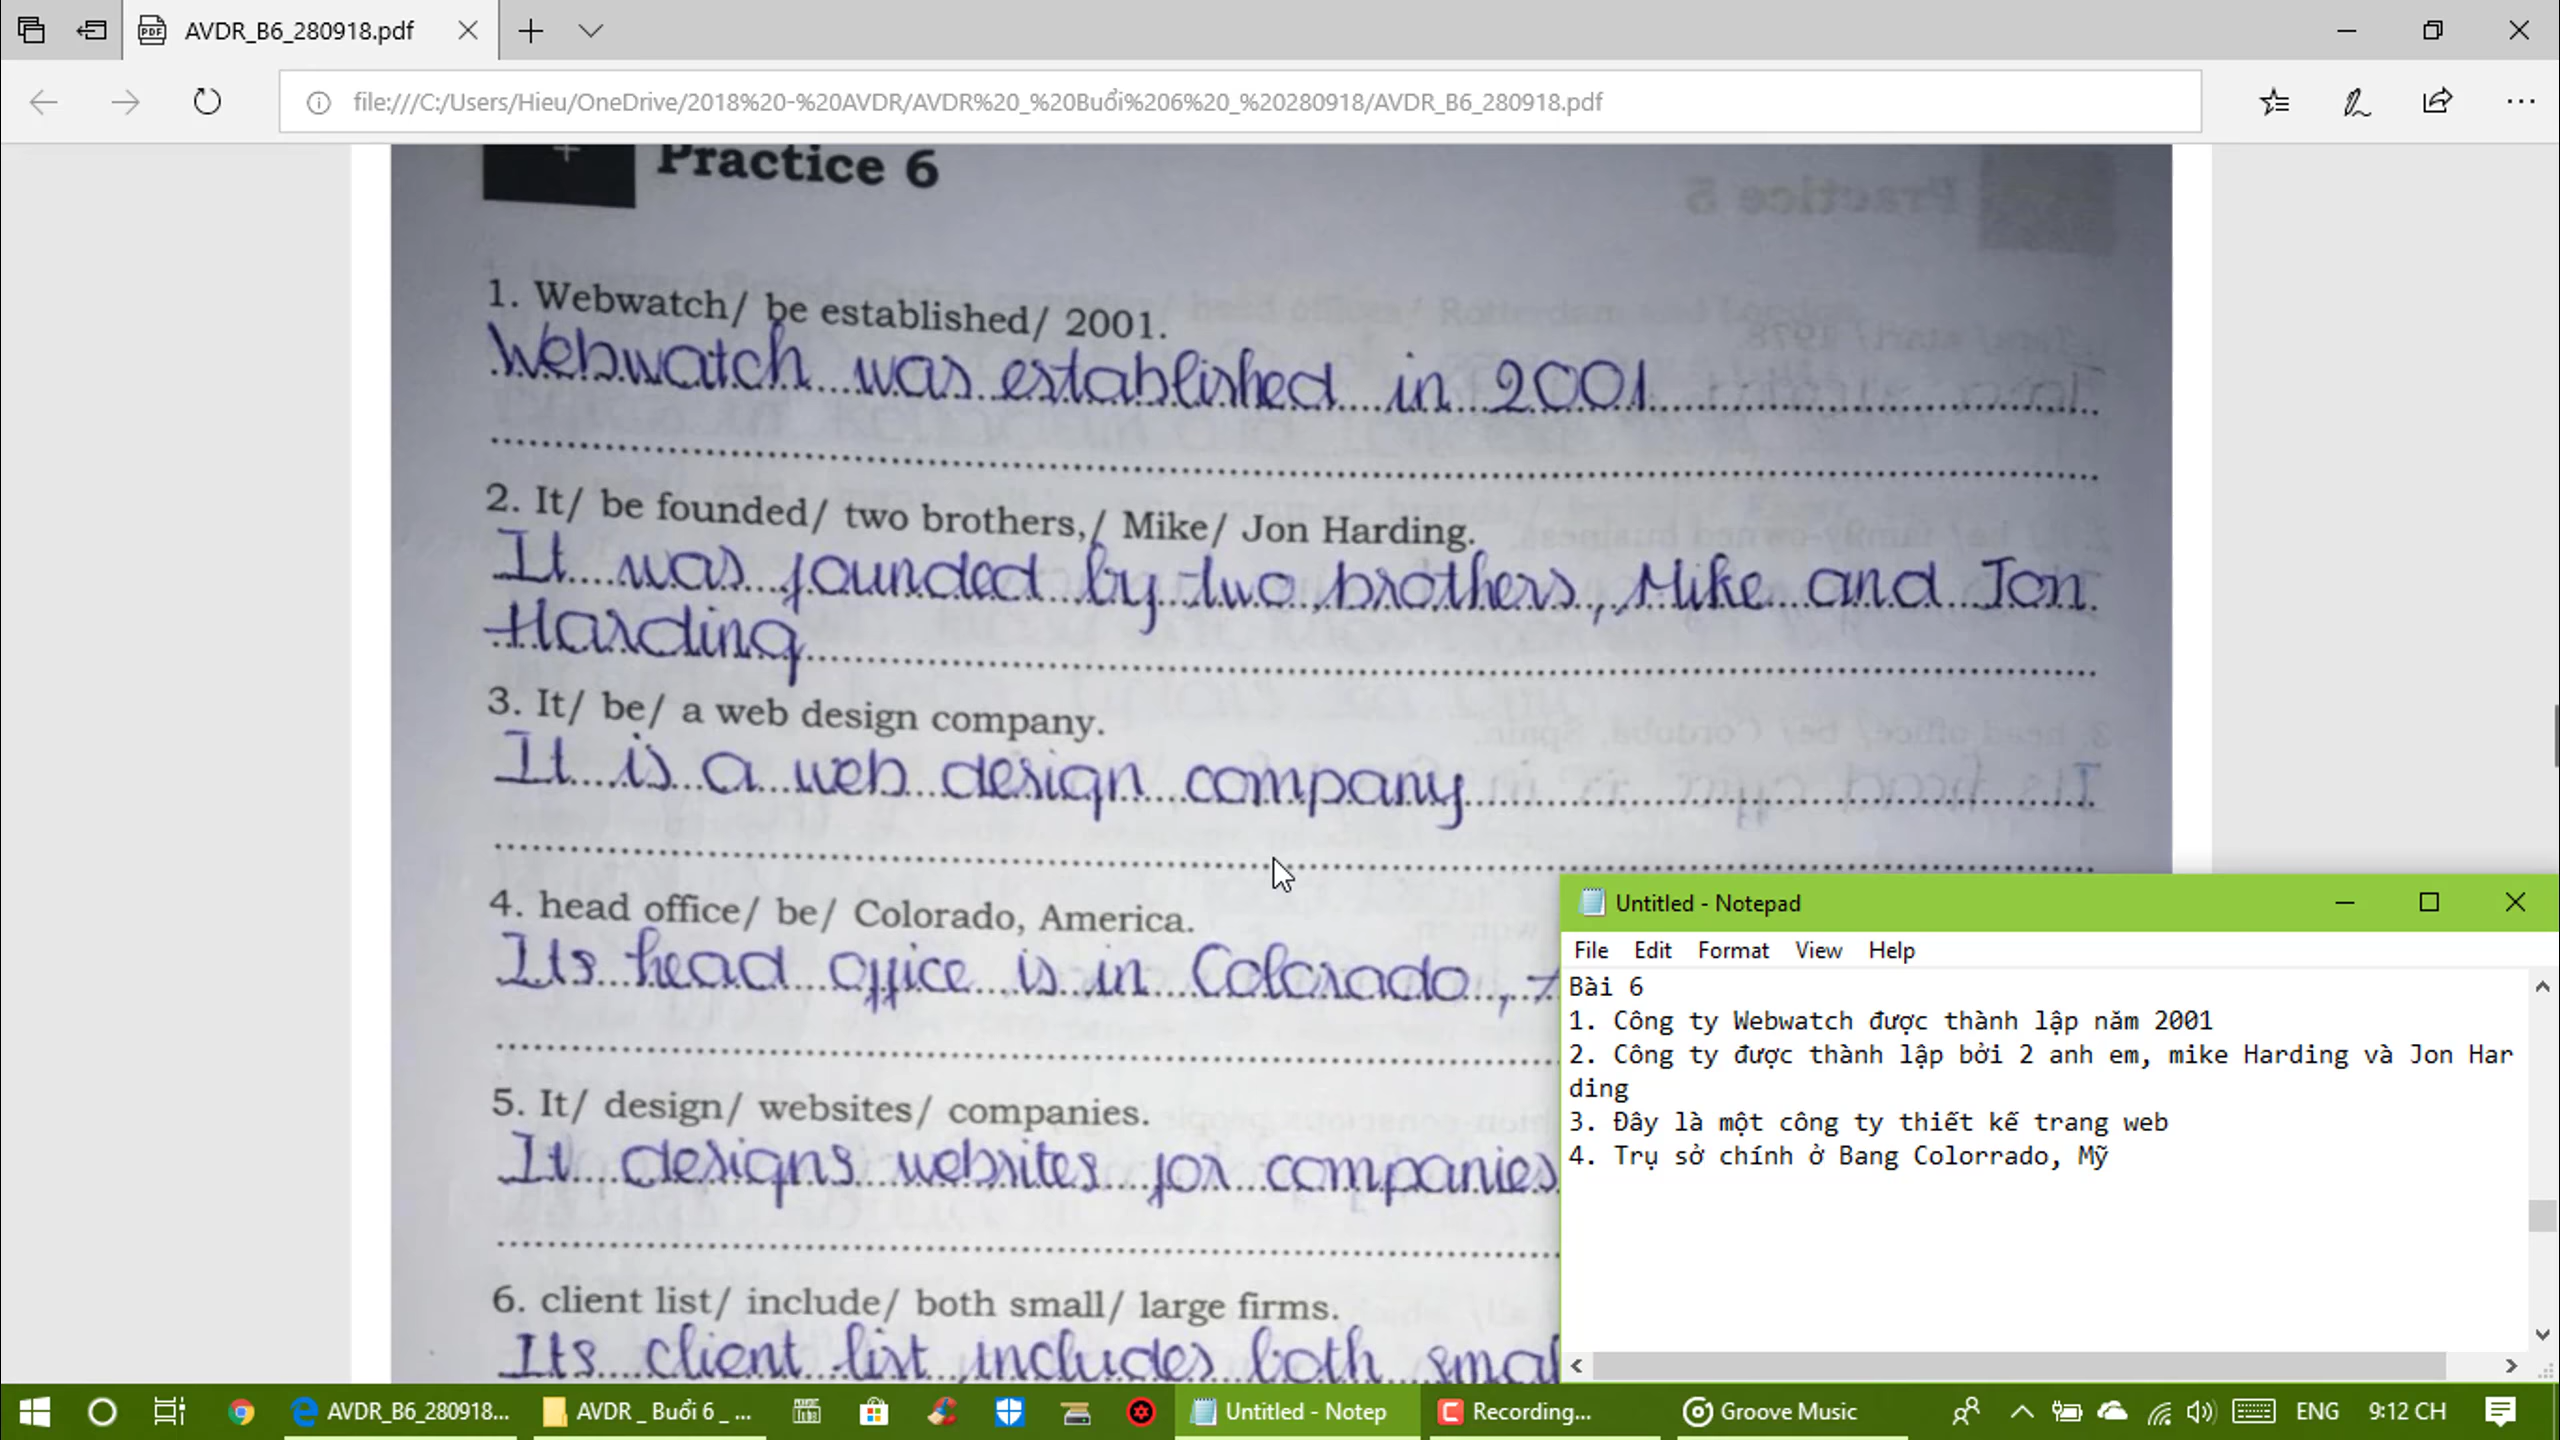 AVDR_B6_280918.pdf
file:///C:/Users/Hieu/OneDrive/2018%20-%20AVDR/AVDR%20_%20Buổi%206%20_%20280918/AVDR_B6_280918.pdf
Practice 6
Practice 5
1. Webwatch/ be established/ 2001.
Webwatch was established in 2001
2. It/ be founded/ two brothers,/ Mike/ Jon Harding.
It was founded by two brothers, Mike and Jon
Harding
3. It/ be/ a web design company.
It is a web design company
4. head office/ be/ Colorado, America.
Its head office is in Colorado,
5. It/ design/ websites/ companies.
It designs websites for companies
6. client list/ include/ both small/ large firms.
Its client list includes both
Untitled - Notepad
File Edit Format View Help
Bài 6
1. Công ty Webwatch được thành lập năm 2001
2. Công ty được thành lập bởi 2 anh em, mike Harding và Jon Har
ding
3. Đây là một công ty thiết kế trang web
4. Trụ sở chính ở Bang Colorrado, Mỹ
AVDR_B6_280918... AVDR _ Buổi 6 _ ... Untitled - Notep Recording... Groove Music ENG 9:12 CH